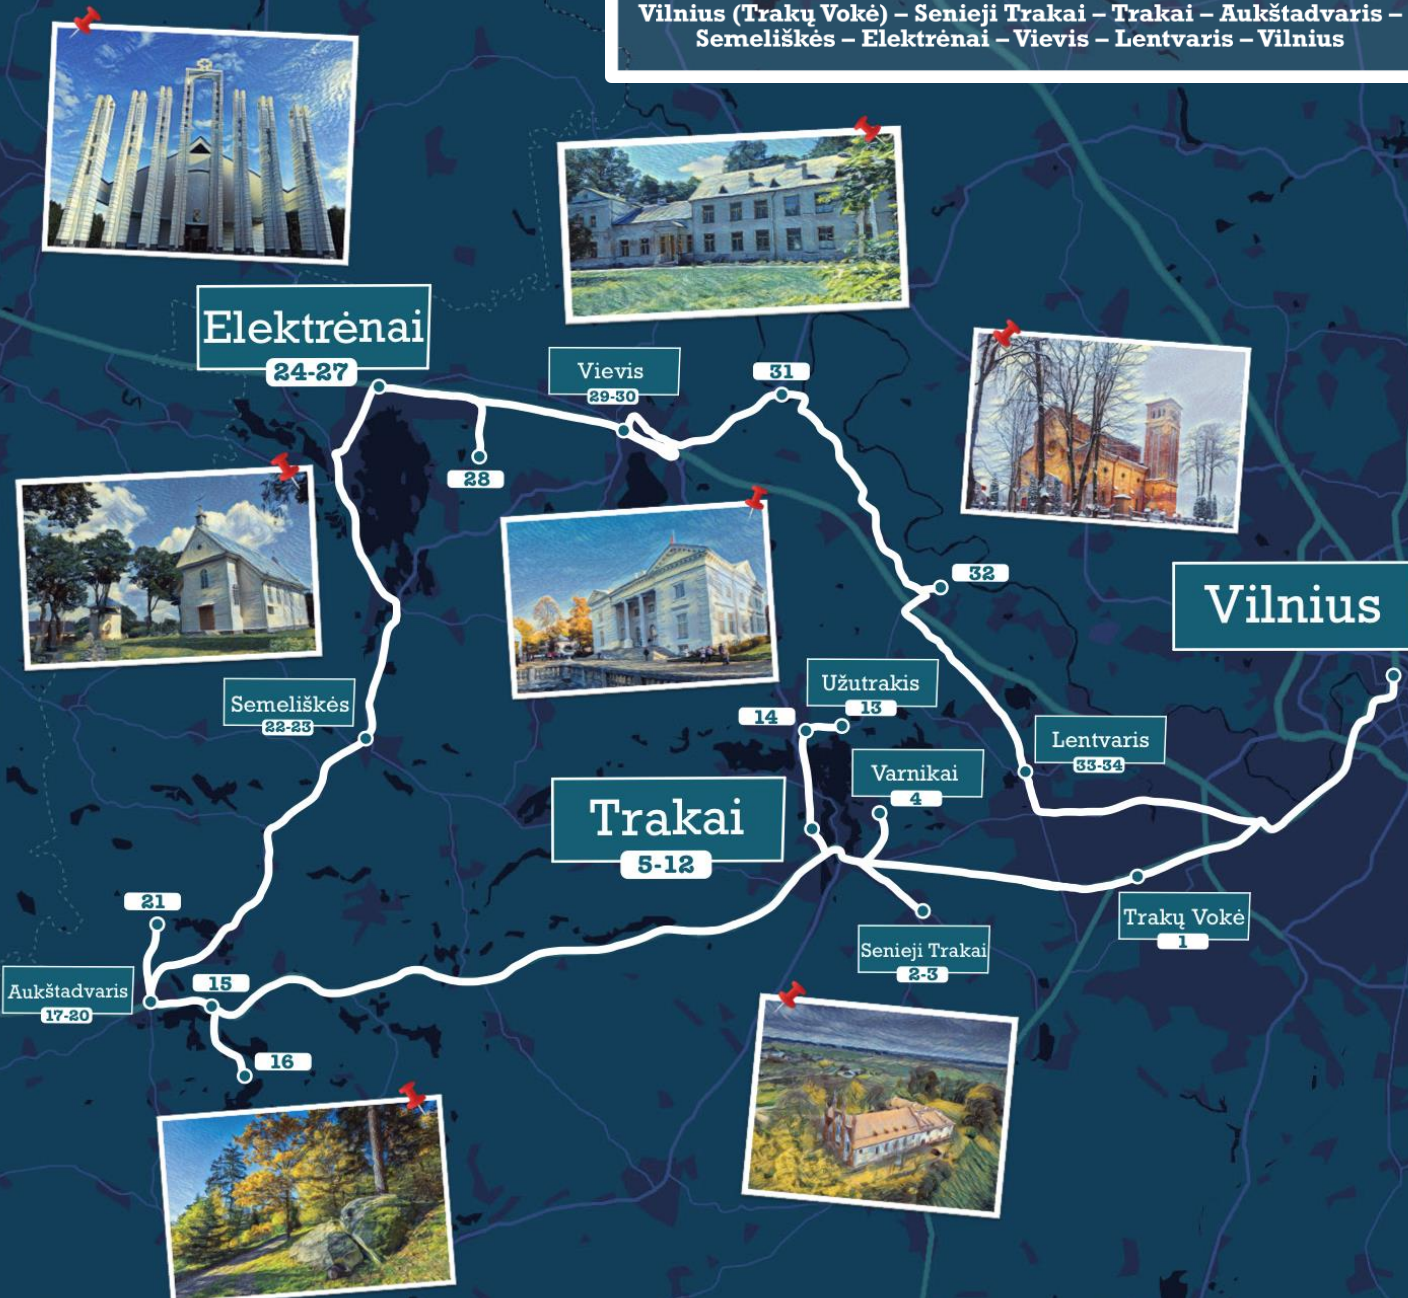 Vilnius (Trakų Vokė) – Senieji Trakai – Trakai – Aukštadvaris –
Semeliškės – Elektrėnai – Vievis – Lentvaris – Vilnius
Elektrėnai
24-27
Vievis
29-30
31
28
32
Vilnius
Semeliškės
22-23
Užutrakis
13
14
Lentvaris
33-34
Varnikai
4
Trakai
5-12
21
Trakų Vokė
1
Senieji Trakai
2-3
Aukštadvaris
17-20
15
16